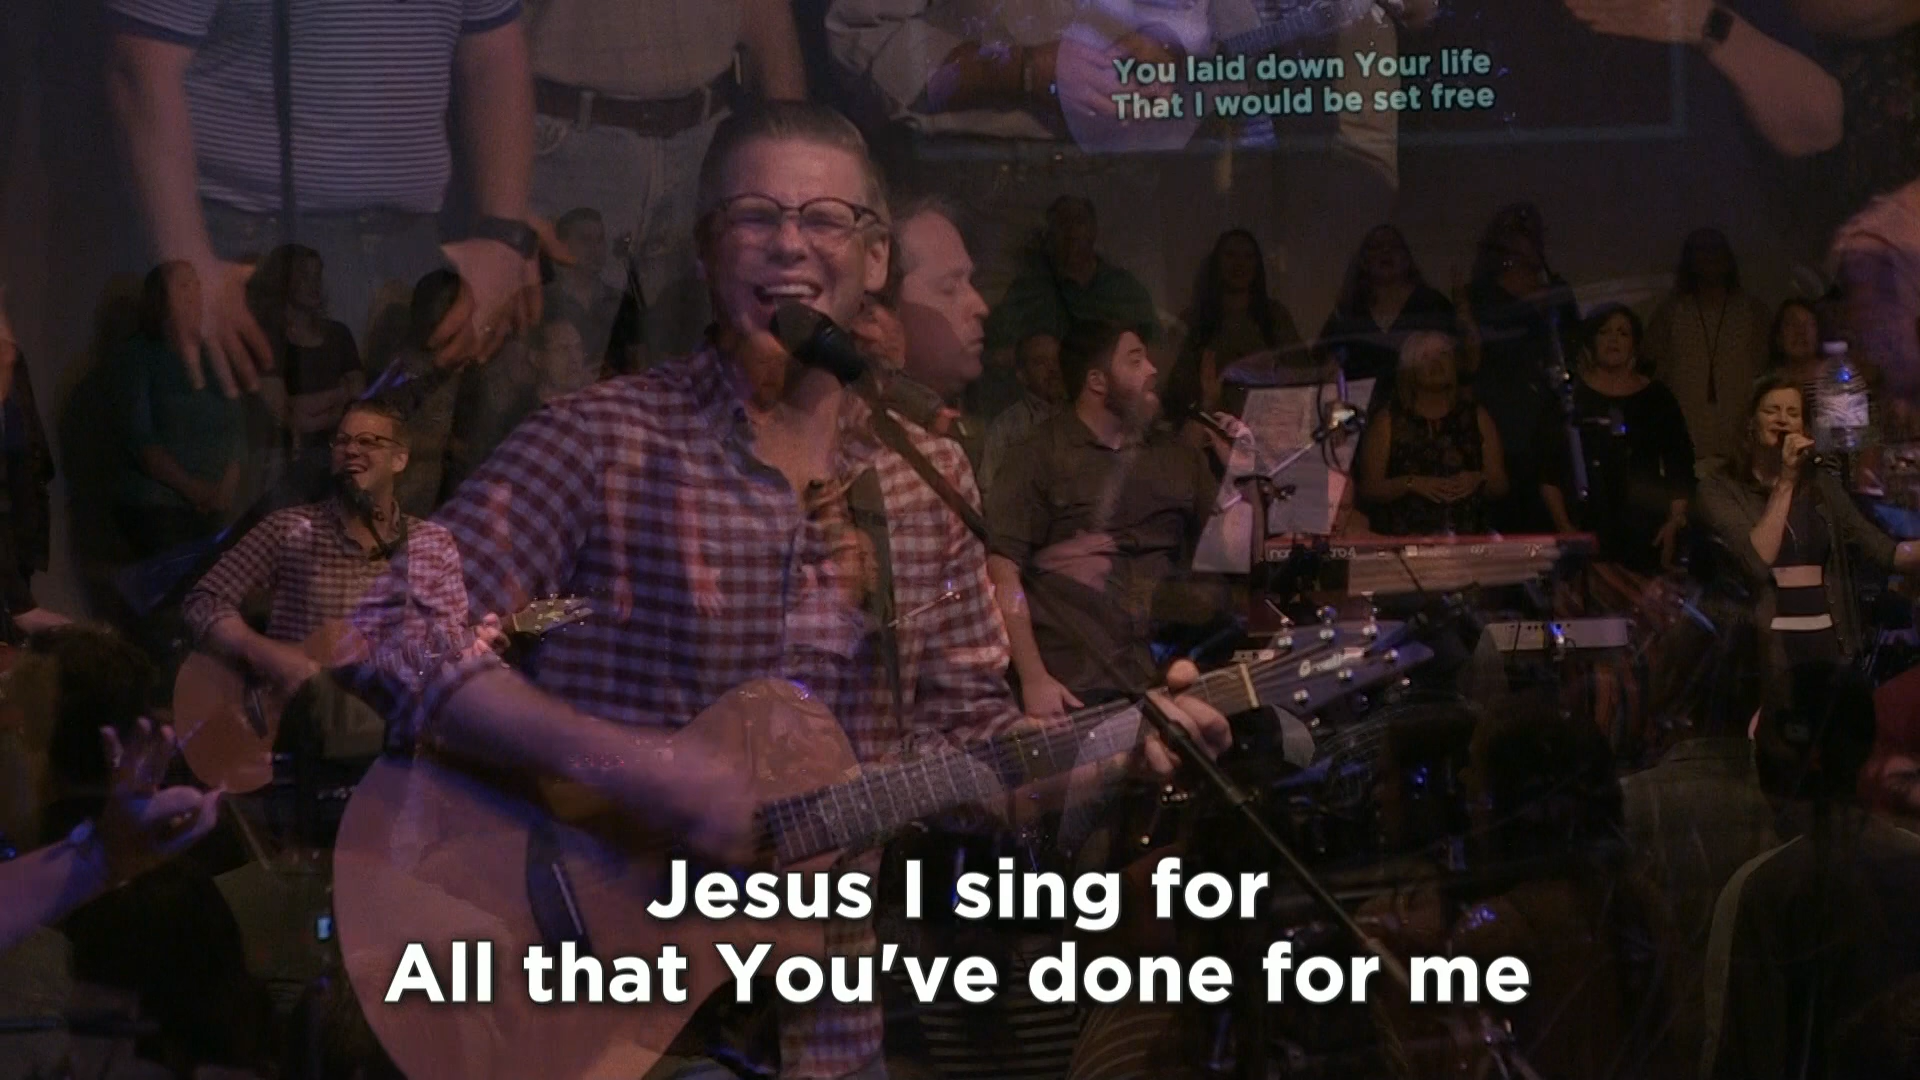 You laid down Your life
That I would be set free
Jesus I sing for
All that You've done for me